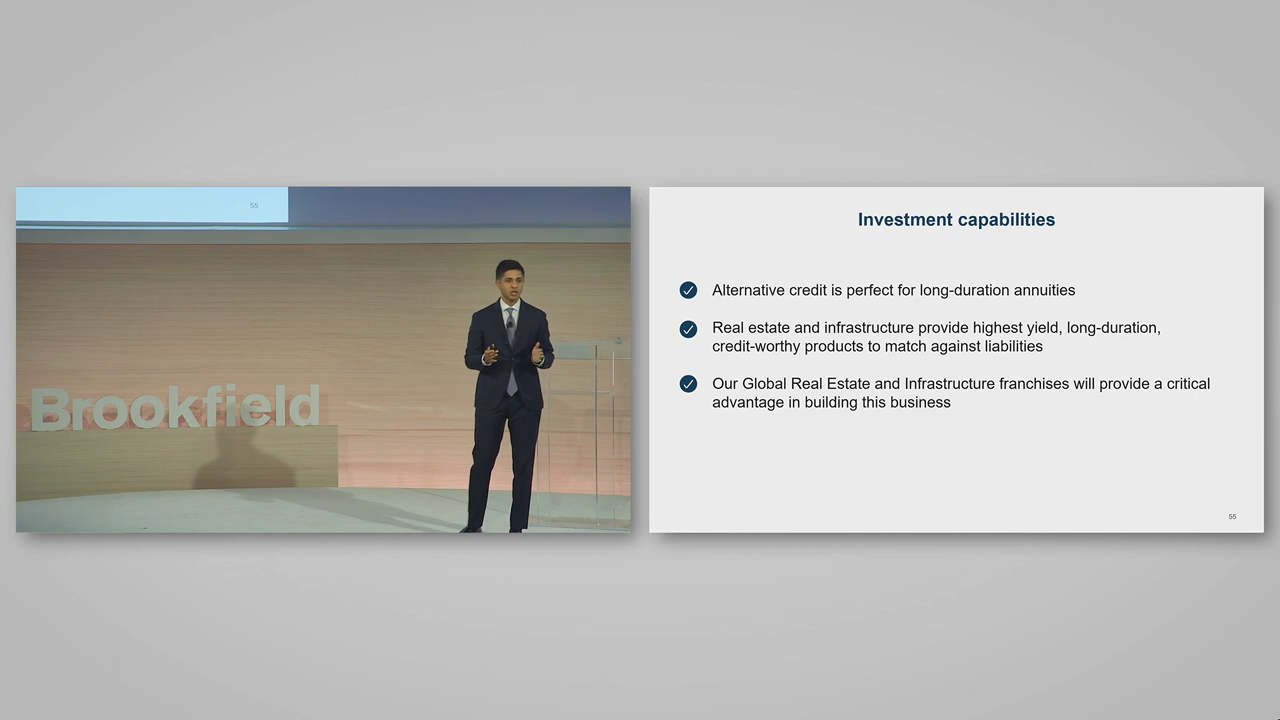 55
Brookfield
Investment capabilities
Alternative credit is perfect for long-duration annuities
Real estate and infrastructure provide highest yield, long-duration,
credit-worthy products to match against liabilities
Our Global Real Estate and Infrastructure franchises will provide a critical
advantage in building this business
55